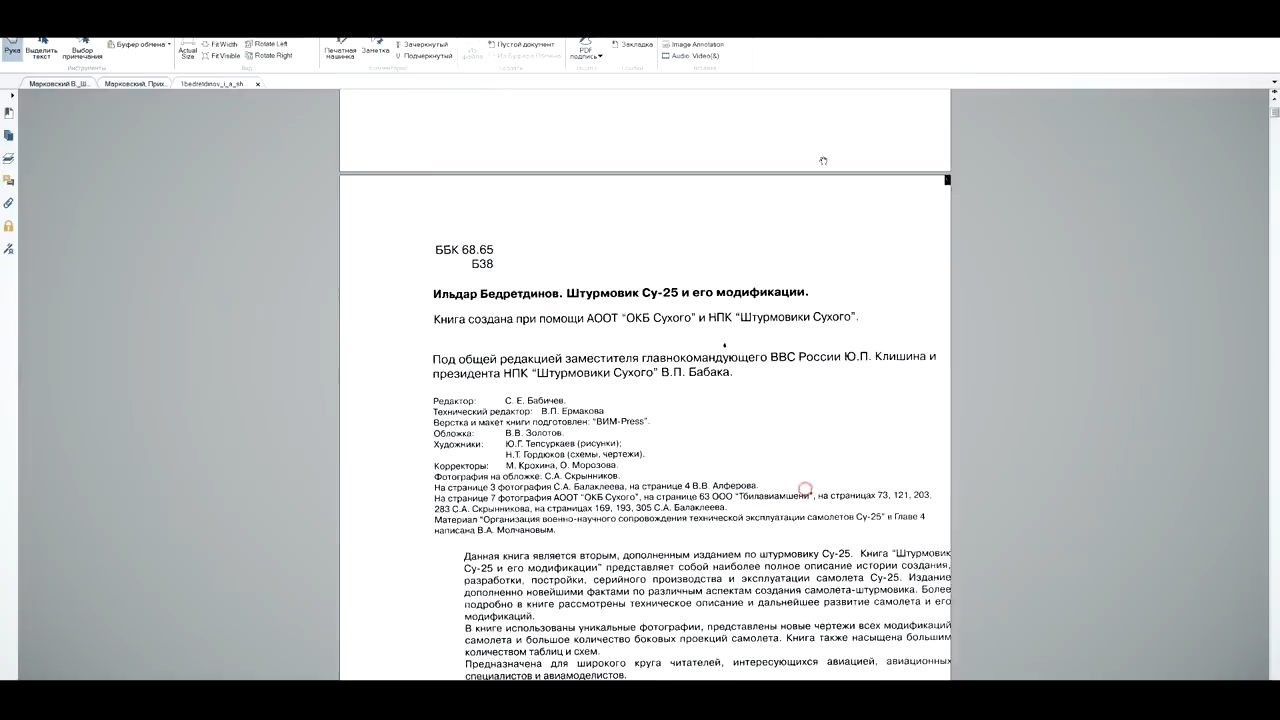 Рука
Выделить текст
Выбор примечания
Буфер обмена
Actual Size
Fit Width
Fit Visible
Rotate Left
Rotate Right
Печатная машинка
Заметка
Зачеркнутый
Подчеркнутый
Пустой документ
PDF подпись
Закладка
Image Annotation
Audio Video(&)
Инструменты
Вид
Марковский В._Ш...
Марковский, Прих...
1bedretdinov_i_a_sh...
ББК 68.65
Б38
Ильдар Бедретдинов. Штурмовик Су-25 и его модификации.
Книга создана при помощи АООТ “ОКБ Сухого” и НПК “Штурмовики Сухого”.
Под общей редакцией заместителя главнокомандующего ВВС России Ю.П. Клишина и
президента НПК “Штурмовики Сухого” В.П. Бабака.
Редактор: С. Е. Бабичев.
Технический редактор: В.П. Ермакова
Верстка и макет книги подготовлен: “ВИМ-Press”.
Обложка: В.В. Золотов.
Художники: Ю.Г. Тепсуркаев (рисунки);
Н.Т. Гордюков (схемы, чертежи).
Корректоры: М. Крохина, О. Морозова.
Фотография на обложке: С.А. Скрынников.
На странице 3 фотография С.А. Балаклеева, на странице 4 В.В. Алферова.
На странице 7 фотография АООТ “ОКБ Сухого”, на странице 63 ООО “Тбилавиамшени”, на страницах 73, 121, 203,
283 С.А. Скрынникова, на страницах 169, 193, 305 С.А. Балаклеева.
Материал “Организация военно-научного сопровождения технической эксплуатации самолетов Су-25” в Главе 4
написана В.А. Молчановым.
Данная книга является вторым, дополненным изданием по штурмовику Су-25. Книга “Штурмовик
Су-25 и его модификации” представляет собой наиболее полное описание истории создания,
разработки, постройки, серийного производства и эксплуатации самолета Су-25. Издание
дополнено новейшими фактами по различным аспектам создания самолета-штурмовика. Более
подробно в книге рассмотрены техническое описание и дальнейшее развитие самолета и его
модификаций.
В книге использованы уникальные фотографии, представлены новые чертежи всех модификаций
самолета и большое количество боковых проекций самолета. Книга также насыщена большим
количеством таблиц и схем.
Предназначена для широкого круга читателей, интересующихся авиацией, авиационных
специалистов и авиамоделистов.